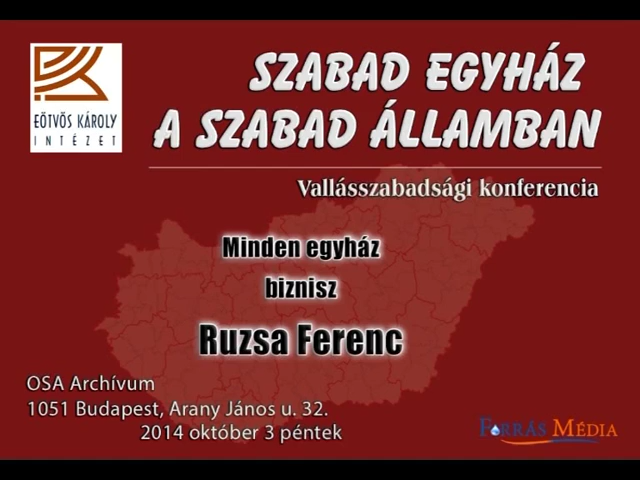 EÖTVÖS KÁROLY
INTÉZET
SZABAD EGYHÁZ
A SZABAD ÁLLAMBAN
Vallásszabadsági konferencia
Minden egyház
biznisz
Ruzsa Ferenc
OSA Archívum
1051 Budapest, Arany János u. 32.
2014 október 3 péntek
FORRÁS MÉDIA